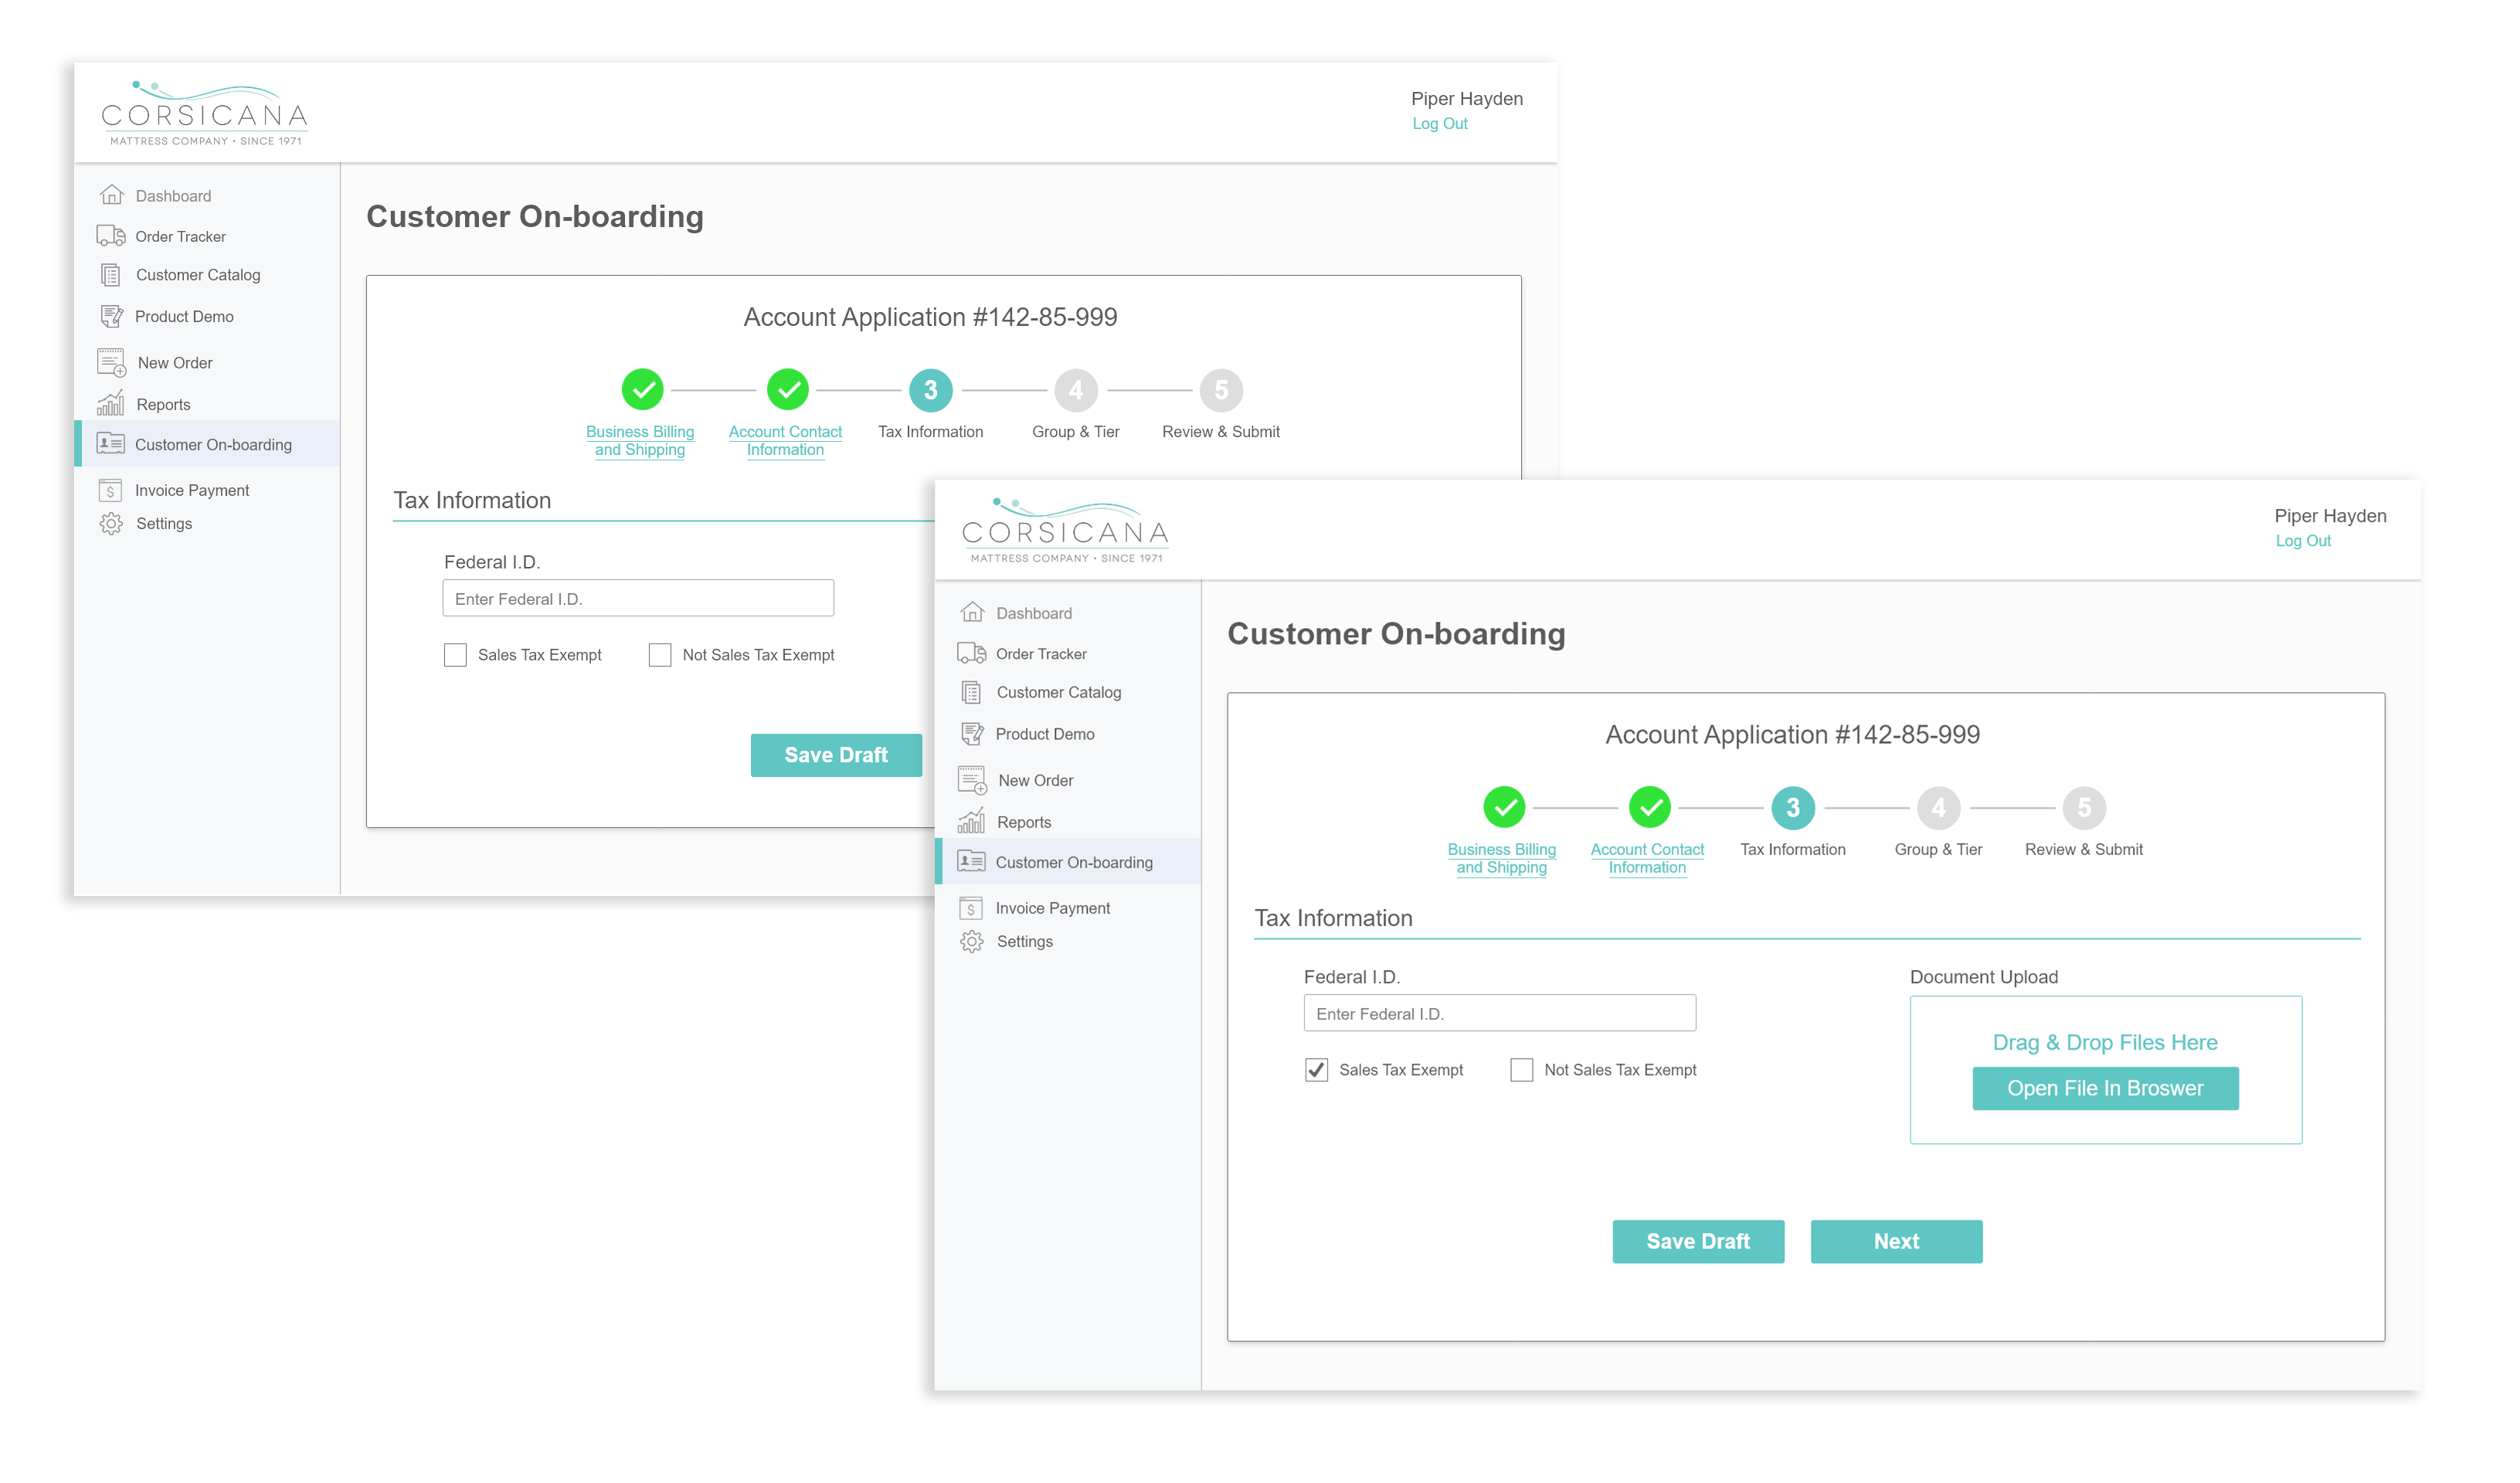 CORSICANA
MATTRESS COMPANY • SINCE 1971
Piper Hayden
Log Out
Dashboard
Order Tracker
Customer Catalog
Product Demo
New Order
Reports
Customer On-boarding
Invoice Payment
Settings
Customer On-boarding
Account Application #142-85-999
3
4
5
Business Billing
and Shipping
Account Contact
Information
Tax Information
Group & Tier
Review & Submit
Tax Information
Federal I.D.
Enter Federal I.D.
Sales Tax Exempt
Not Sales Tax Exempt
Save Draft
CORSICANA
MATTRESS COMPANY • SINCE 1971
Piper Hayden
Log Out
Dashboard
Order Tracker
Customer Catalog
Product Demo
New Order
Reports
Customer On-boarding
Invoice Payment
Settings
Customer On-boarding
Account Application #142-85-999
3
4
5
Business Billing
and Shipping
Account Contact
Information
Tax Information
Group & Tier
Review & Submit
Tax Information
Federal I.D.
Enter Federal I.D.
Sales Tax Exempt
Not Sales Tax Exempt
Document Upload
Drag & Drop Files Here
Open File In Broswer
Save Draft
Next